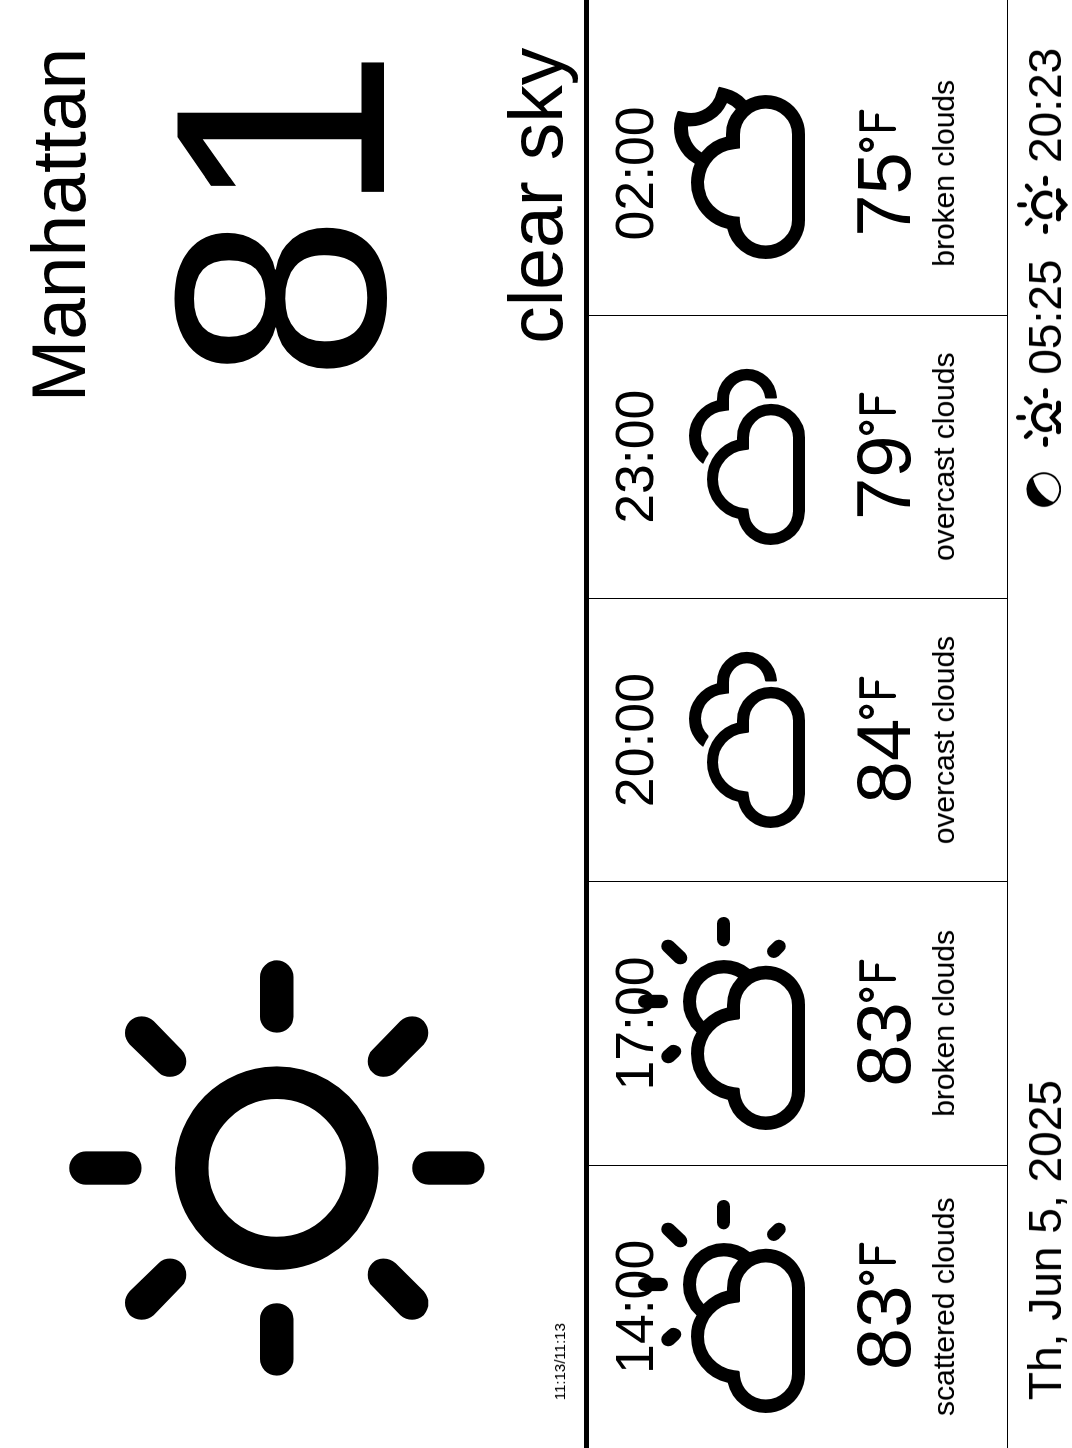 Manhattan
81
clear sky
11:13/11:13
14:00
83°F
scattered clouds
17:00
83°F
broken clouds
20:00
84°F
overcast clouds
23:00
79°F
overcast clouds
02:00
75°F
broken clouds
Th, Jun 5, 2025
05:25 20:23